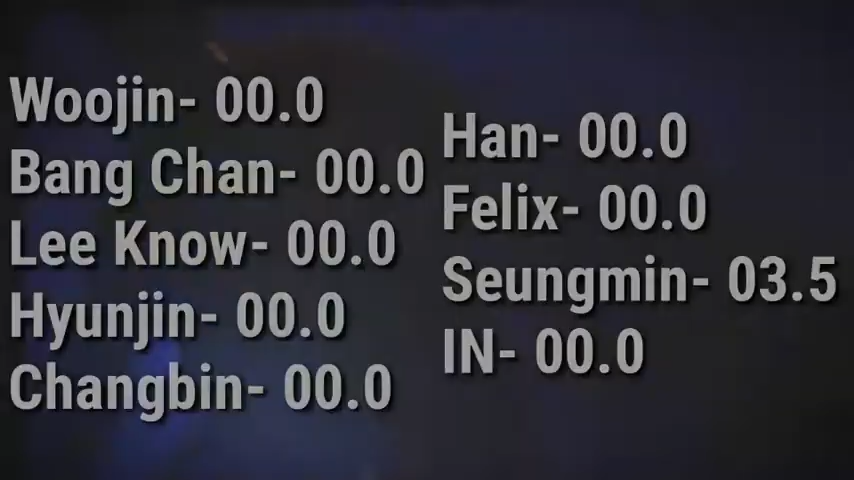 Woojin- 00.0
Bang Chan- 00.0
Lee Know- 00.0
Hyunjin- 00.0
Changbin- 00.0
Han- 00.0
Felix- 00.0
Seungmin- 03.5
IN- 00.0